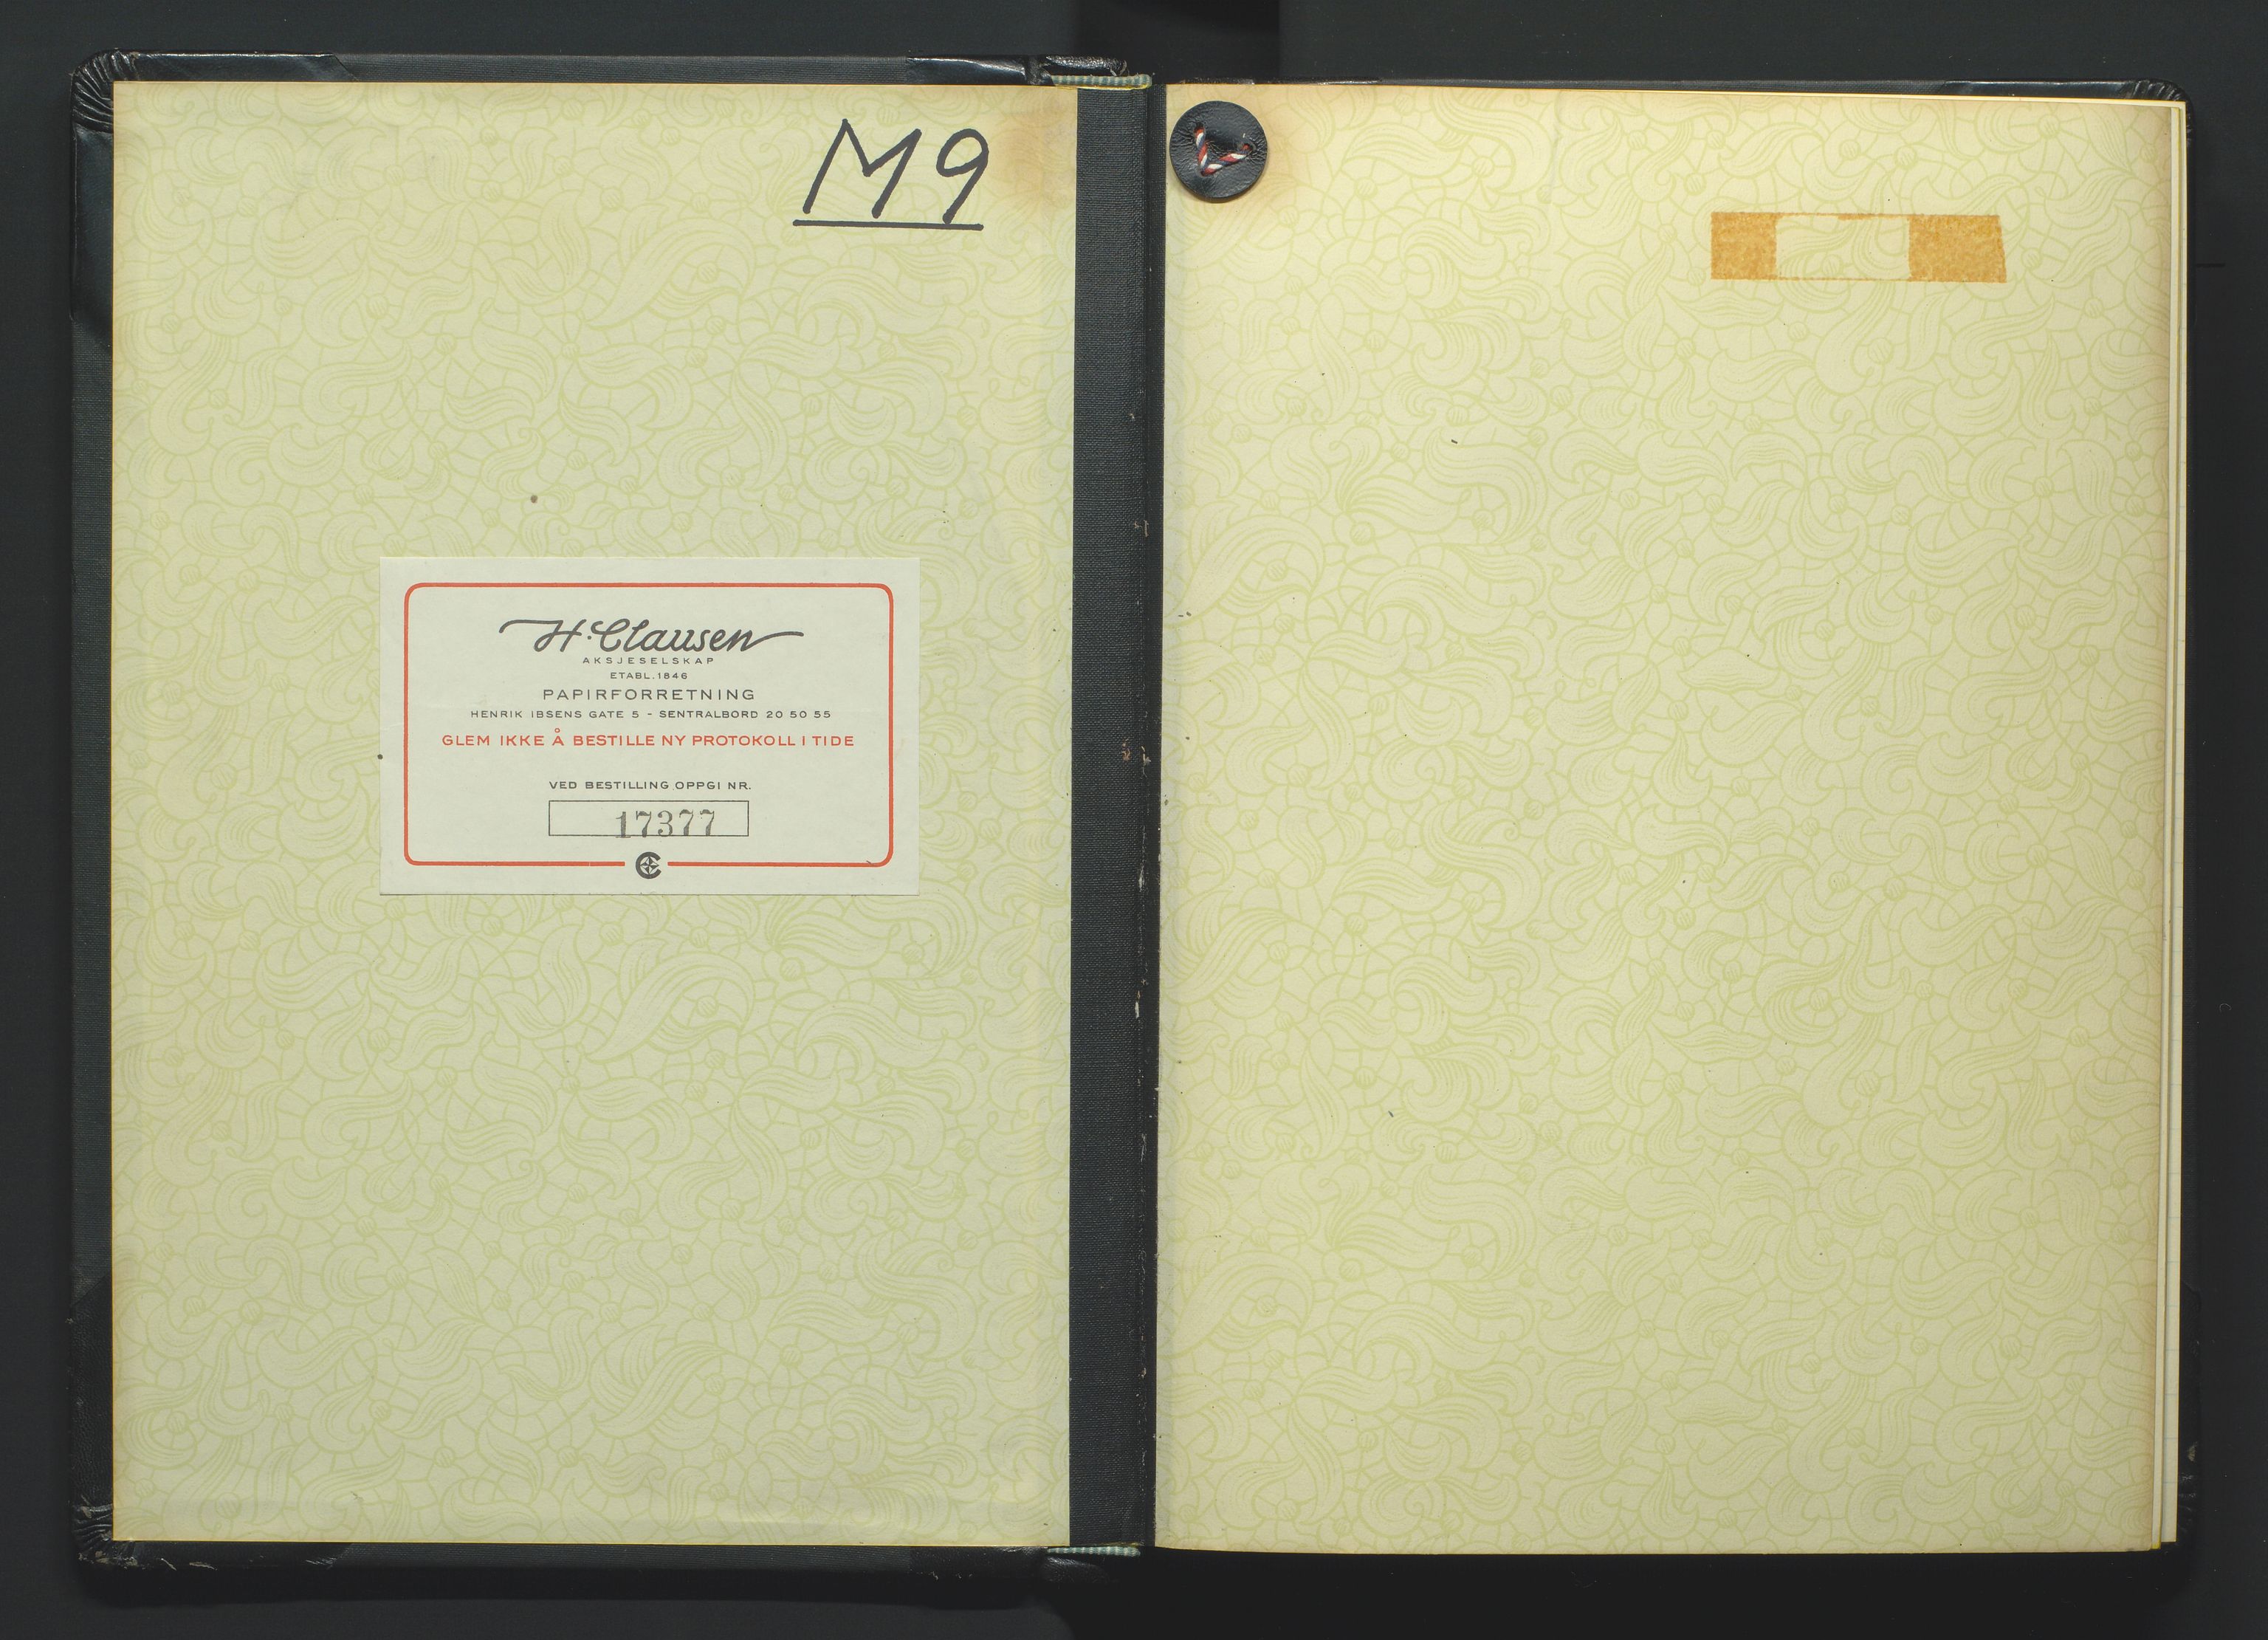 M9
H. Clausen
AKSJESELSKAP
ETABL. 1846
PAPIRFORRETNING
HENRIK IBSENS GATE 5 - SENTRALBORD 20 50 55
GLEM IKKE Å BESTILLE NY PROTOKOLL I TIDE
VED BESTILLING OPPGI NR.
17377